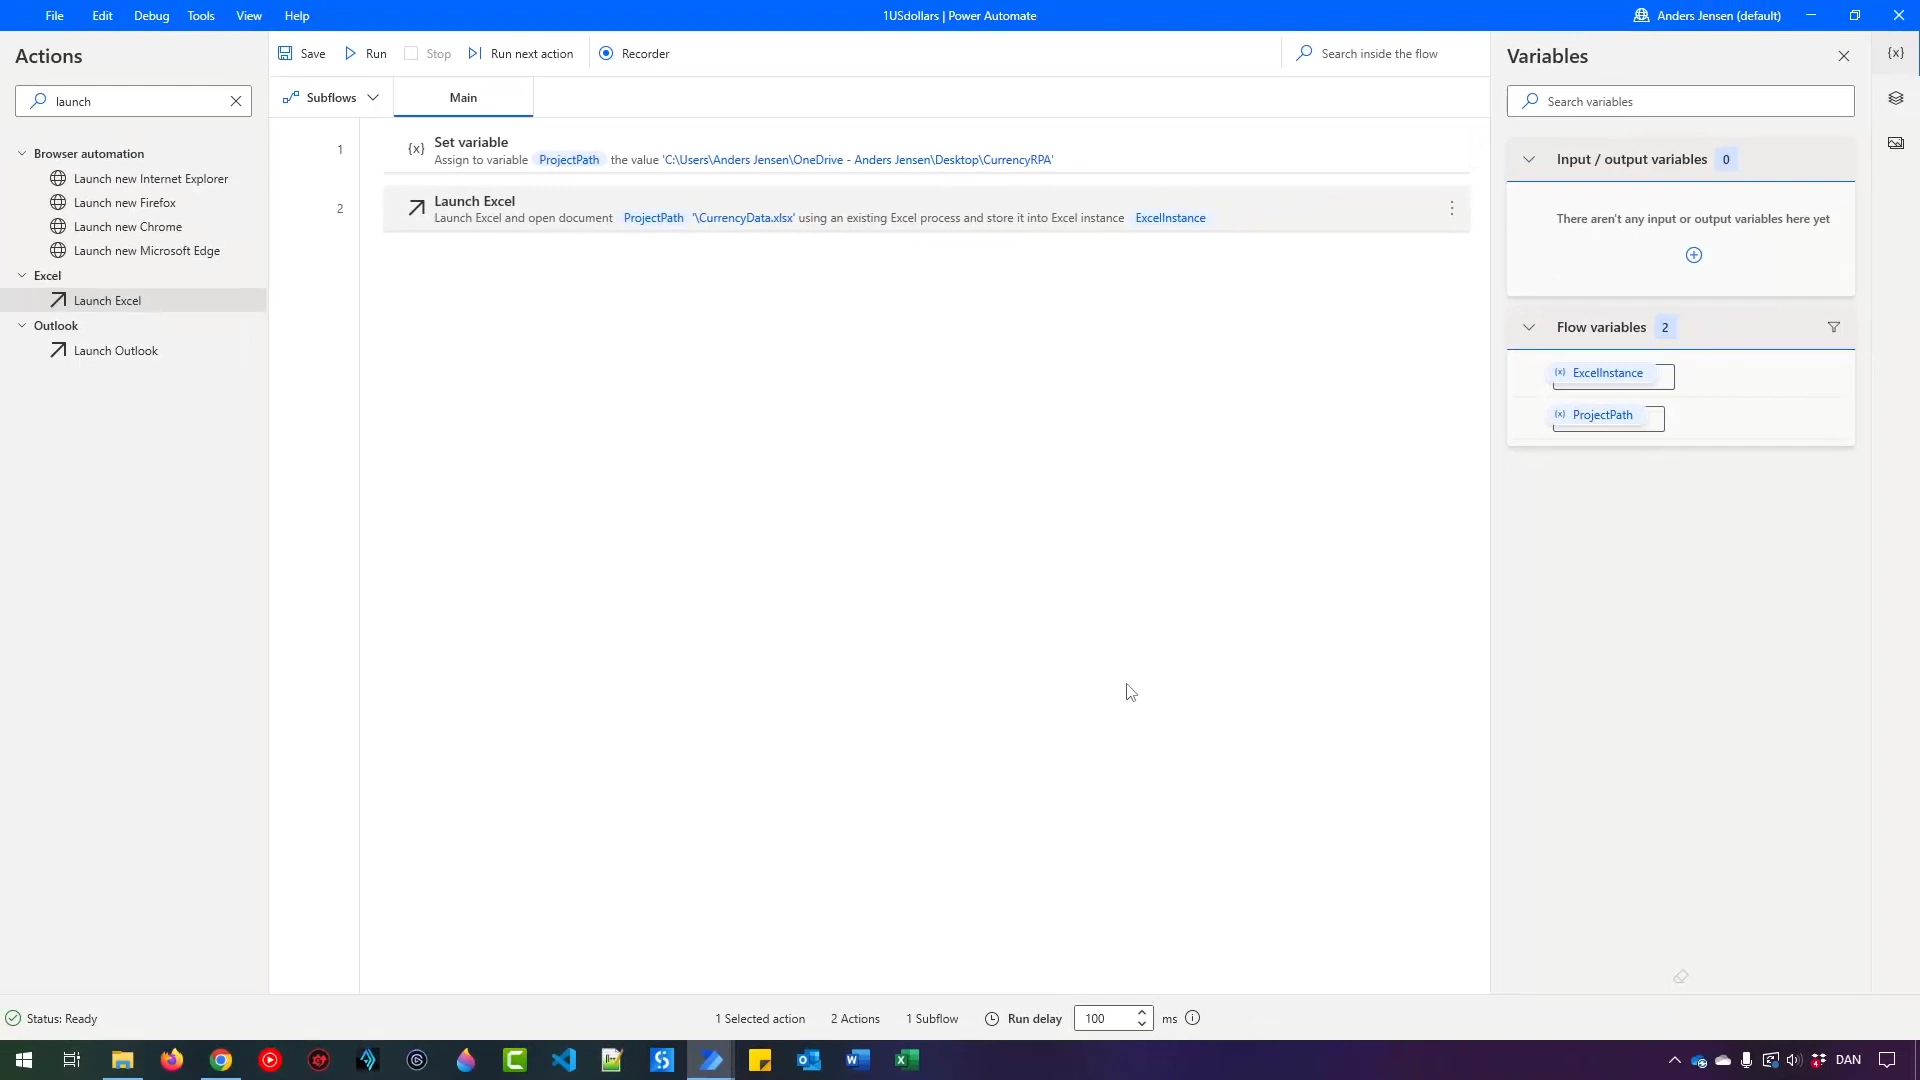 File Edit Debug Tools View Help
1USdollars | Power Automate
Anders Jensen (default)
Actions
launch
Browser automation
Launch new Internet Explorer
Launch new Firefox
Launch new Chrome
Launch new Microsoft Edge
Excel
Launch Excel
Outlook
Launch Outlook
Save Run Stop Run next action Recorder
Search inside the flow
Subflows Main
1
{x} Set variable
Assign to variable ProjectPath the value 'C:\Users\Anders Jensen\OneDrive - Anders Jensen\Desktop\CurrencyRPA'
2
Launch Excel
Launch Excel and open document ProjectPath '\CurrencyData.xlsx' using an existing Excel process and store it into Excel instance ExcelInstance
Variables
{x}
Search variables
Input / output variables 0
There aren't any input or output variables here yet
Flow variables 2
(x) ExcelInstance
(x) ProjectPath
Status: Ready
1 Selected action 2 Actions 1 Subflow Run delay 100 ms
DAN